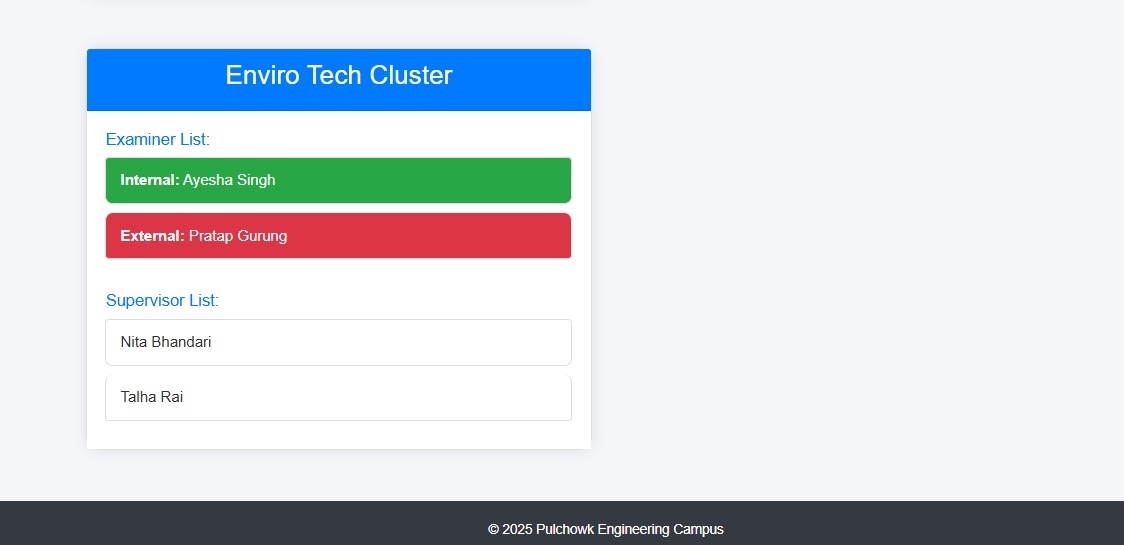 Enviro Tech Cluster
Examiner List:
Internal: Ayesha Singh
External: Pratap Gurung
Supervisor List:
Nita Bhandari
Talha Rai
© 2025 Pulchowk Engineering Campus